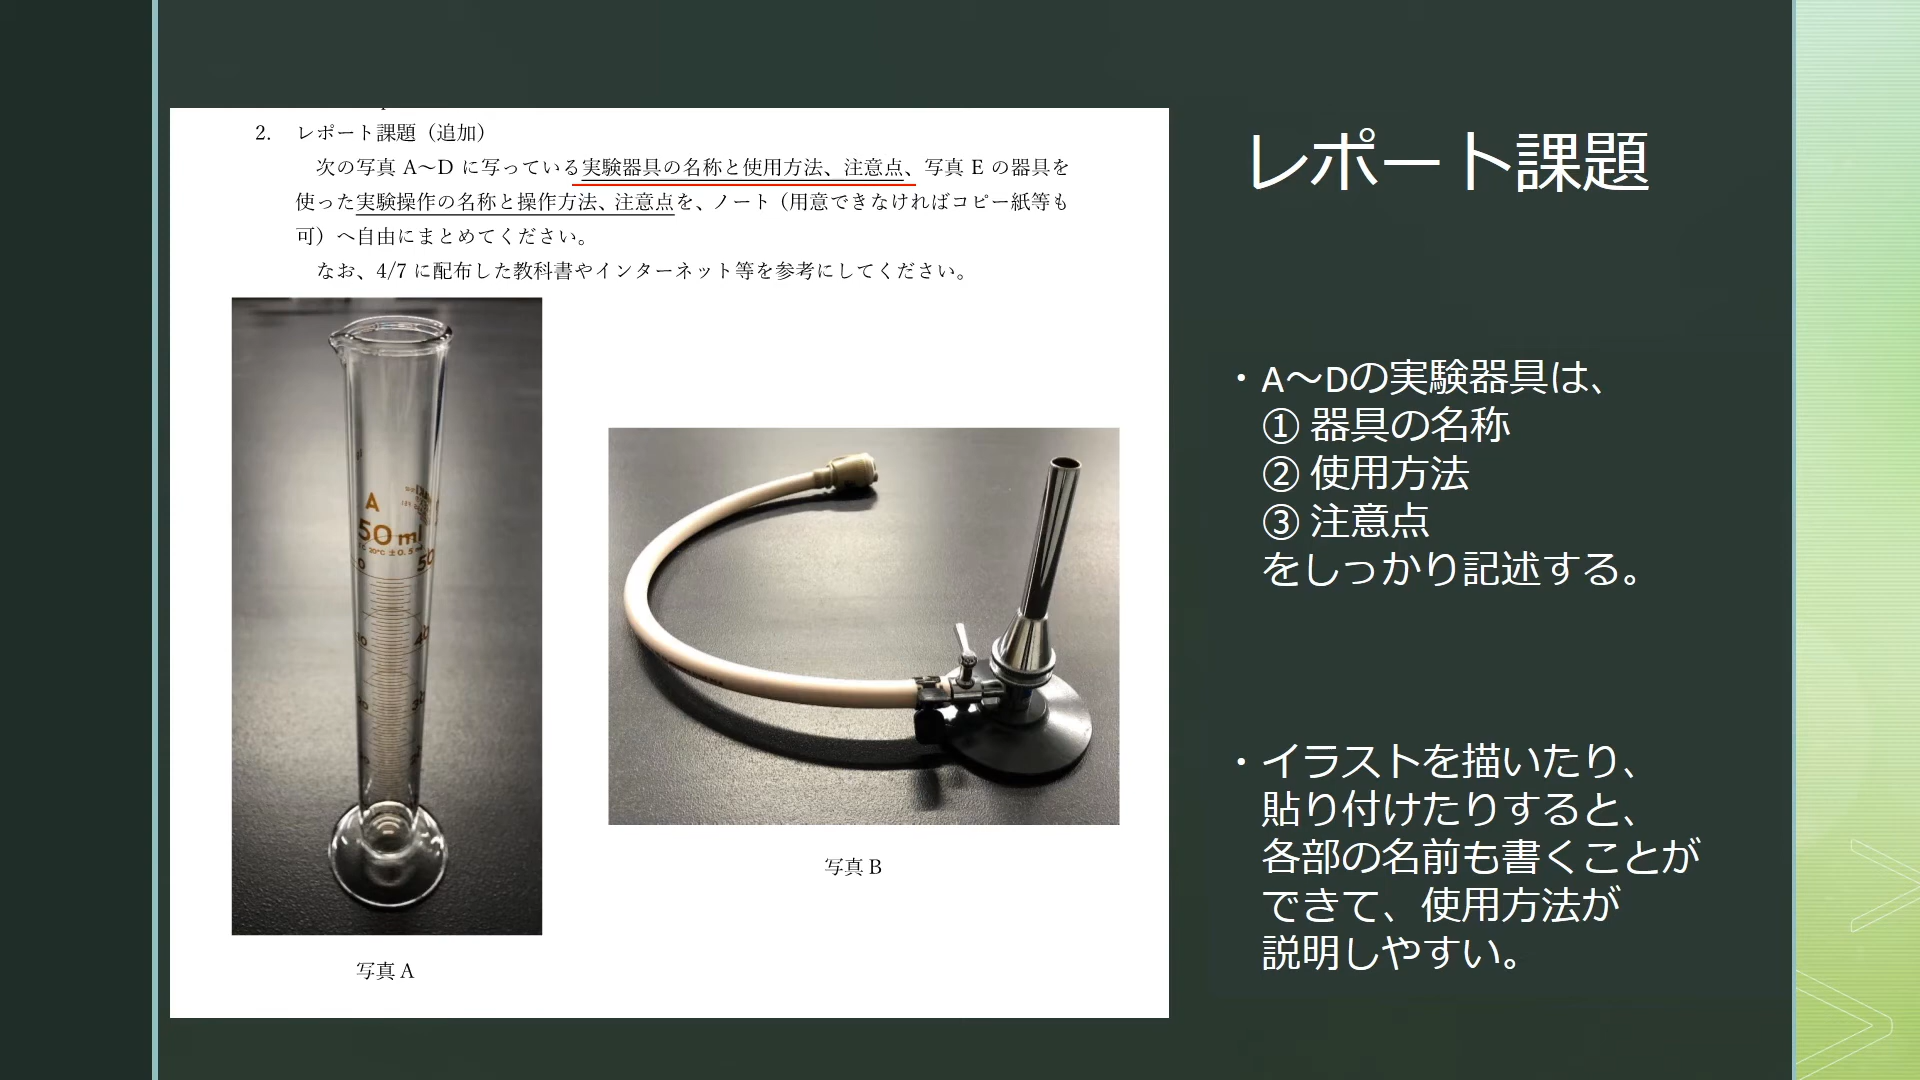 レポート課題
2. レポート課題（追加）
次の写真 A～D に写っている実験器具の名称と使用方法、注意点、写真 E の器具を
使った実験操作の名称と操作方法、注意点を、ノート（用意できなければコピー紙等も
可）へ自由にまとめてください。
なお、4/7 に配布した教科書やインターネット等を参考にしてください。
A
50ml
20℃ ±0.5
50
40
写真 A
写真 B
・A～Dの実験器具は、
① 器具の名称
② 使用方法
③ 注意点
をしっかり記述する。
・イラストを描いたり、
貼り付けたりすると、
各部の名前も書くことが
できて、使用方法が
説明しやすい。